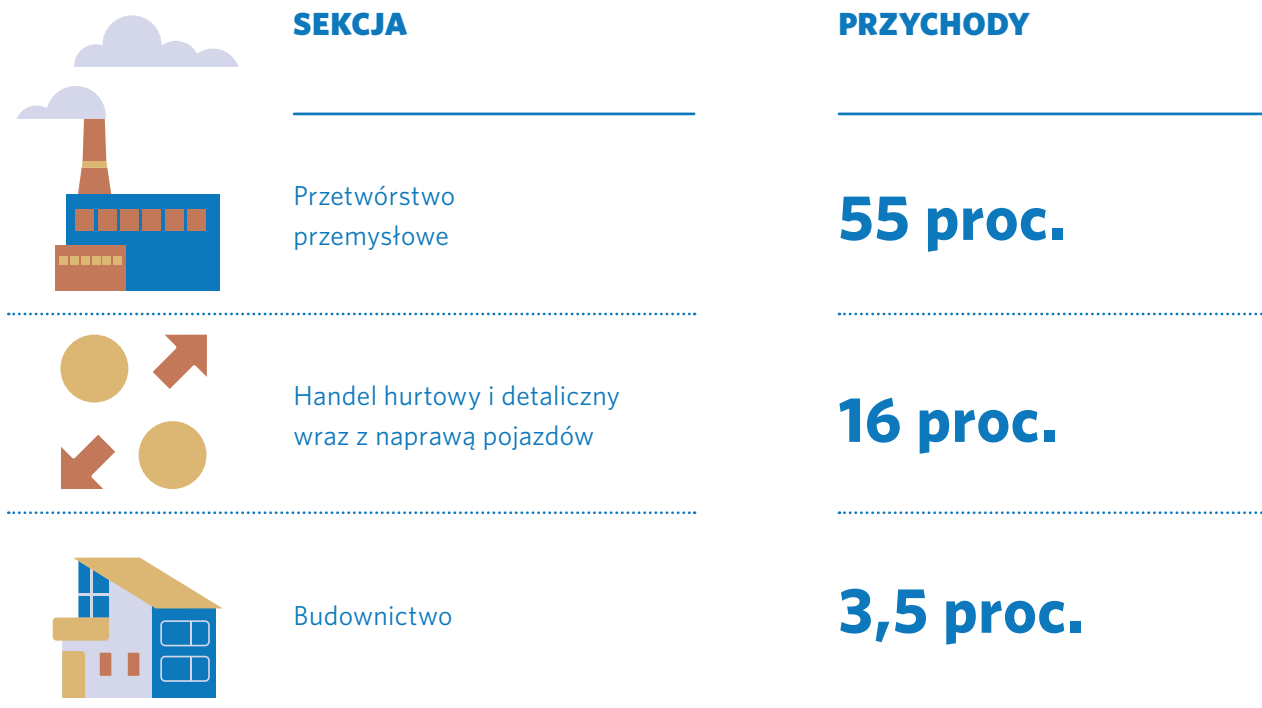 SEKCJA
PRZYCHODY
Przetwórstwo
przemysłowe
55 proc.
Handel hurtowy i detaliczny
wraz z naprawą pojazdów
16 proc.
Budownictwo
3,5 proc.